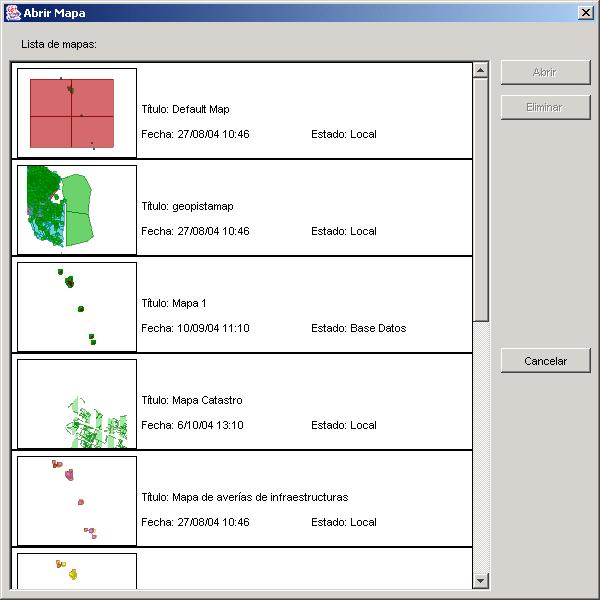 Abrir Mapa
Lista de mapas:
Abrir
Eliminar
Título: Default Map
Fecha: 27/08/04 10:46 Estado: Local
Título: geopistamap
Fecha: 27/08/04 10:46 Estado: Local
Título: Mapa 1
Fecha: 10/09/04 11:10 Estado: Base Datos
Cancelar
Título: Mapa Catastro
Fecha: 6/10/04 13:10 Estado: Local
Título: Mapa de averías de infraestructuras
Fecha: 27/08/04 10:46 Estado: Local